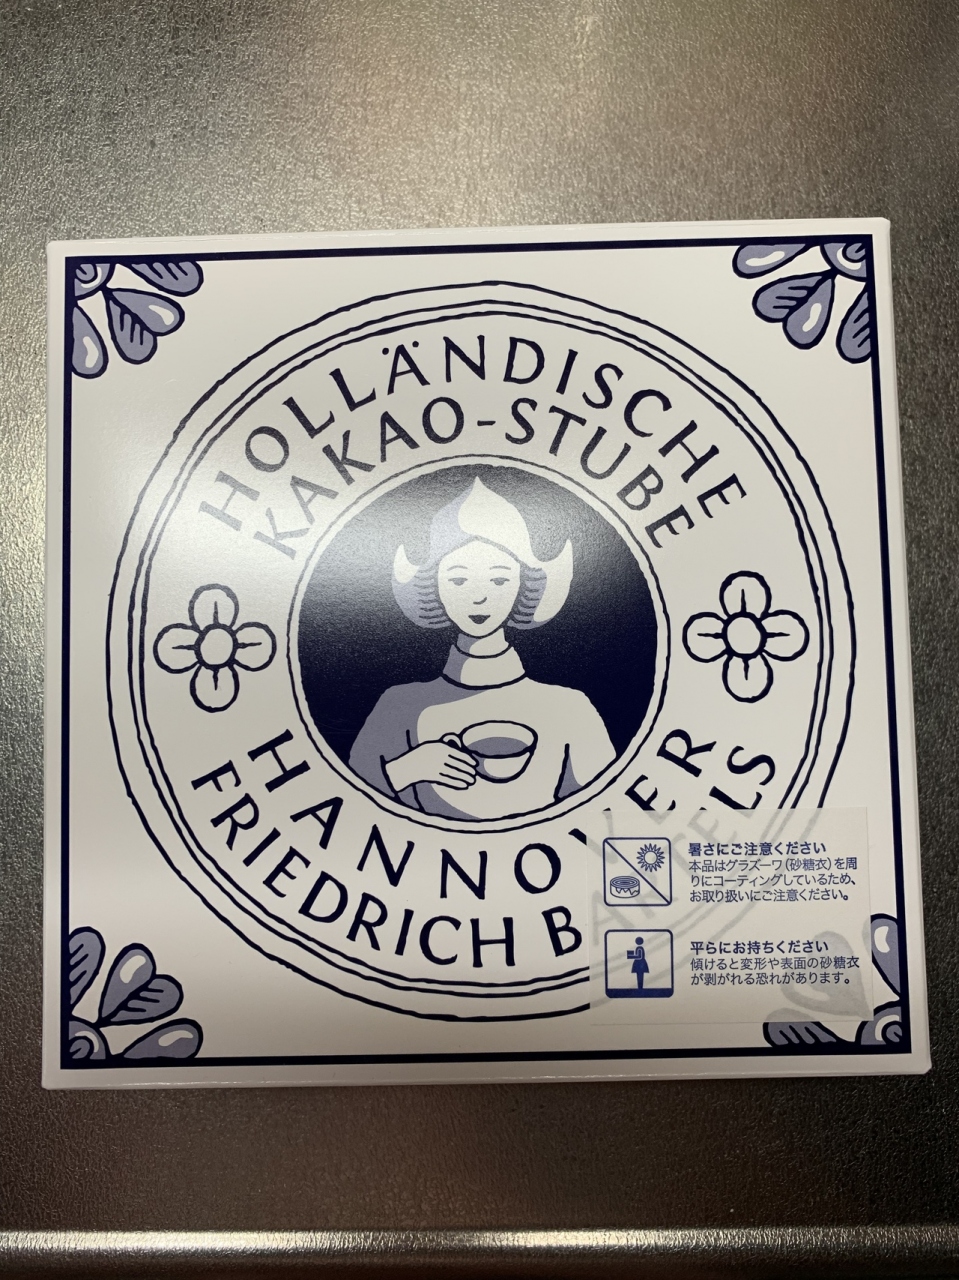 HOLLÄNDISCHE
KAKAO-STUBE
HANNOVER
FRIEDRICH BARTELS
暑さにご注意ください
本品はグラズーワ（砂糖衣）を周
りにコーティングしているため、
お取り扱いにご注意ください。
平らにお持ちください
傾けると変形や表面の砂糖衣
が剥がれる恐れがあります。